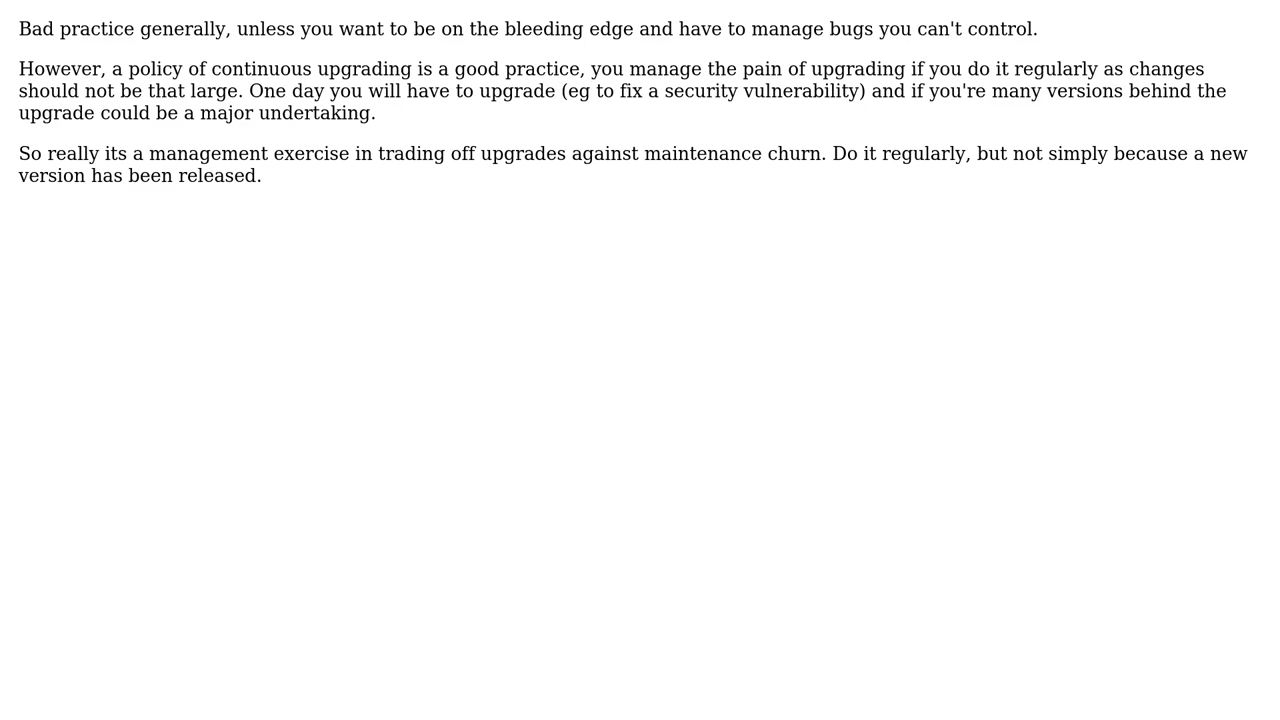 Bad practice generally, unless you want to be on the bleeding edge and have to manage bugs you can't control.
However, a policy of continuous upgrading is a good practice, you manage the pain of upgrading if you do it regularly as changes
should not be that large. One day you will have to upgrade (eg to fix a security vulnerability) and if you're many versions behind the
upgrade could be a major undertaking.
So really its a management exercise in trading off upgrades against maintenance churn. Do it regularly, but not simply because a new
version has been released.